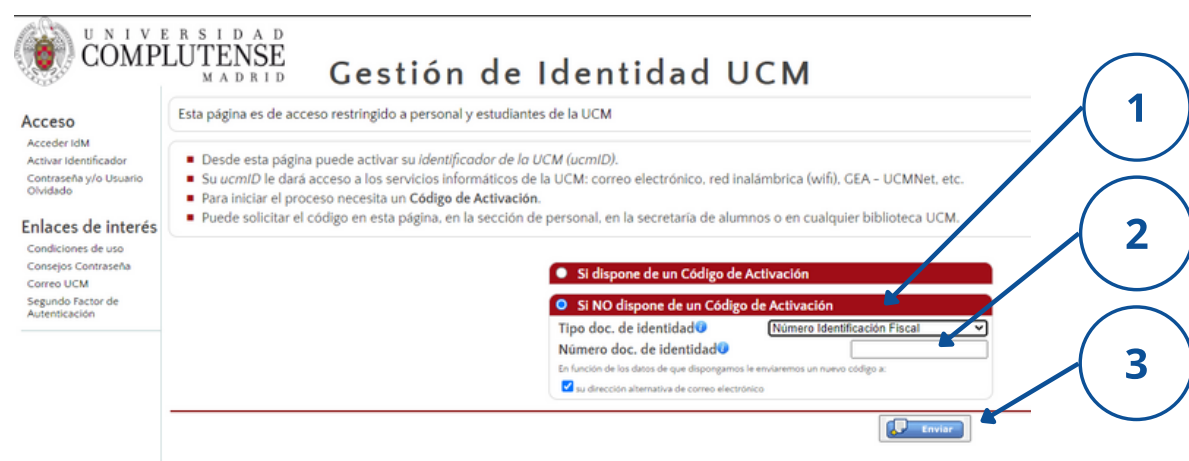 UNIVERSIDAD
COMPLUTENSE
MADRID
Gestión de Identidad UCM
Acceso
Acceder IdM
Activar Identificador
Contraseña y/o Usuario
Olvidado
Enlaces de interés
Condiciones de uso
Consejos Contraseña
Correo UCM
Segundo Factor de
Autenticación
Esta página es de acceso restringido a personal y estudiantes de la UCM
Desde esta página puede activar su identificador de la UCM (ucmID).
Su ucmID le dará acceso a los servicios informáticos de la UCM: correo electrónico, red inalámbrica (wifi), GEA - UCMNet, etc.
Para iniciar el proceso necesita un Código de Activación.
Puede solicitar el código en esta página, en la sección de personal, en la secretaría de alumnos o en cualquier biblioteca UCM.
Si dispone de un Código de Activación
Si NO dispone de un Código de Activación
Tipo doc. de identidad Número Identificación Fiscal
Número doc. de identidad
En función de los datos de que dispongamos le enviaremos un nuevo código a:
su dirección alternativa de correo electrónico
Enviar
1
2
3